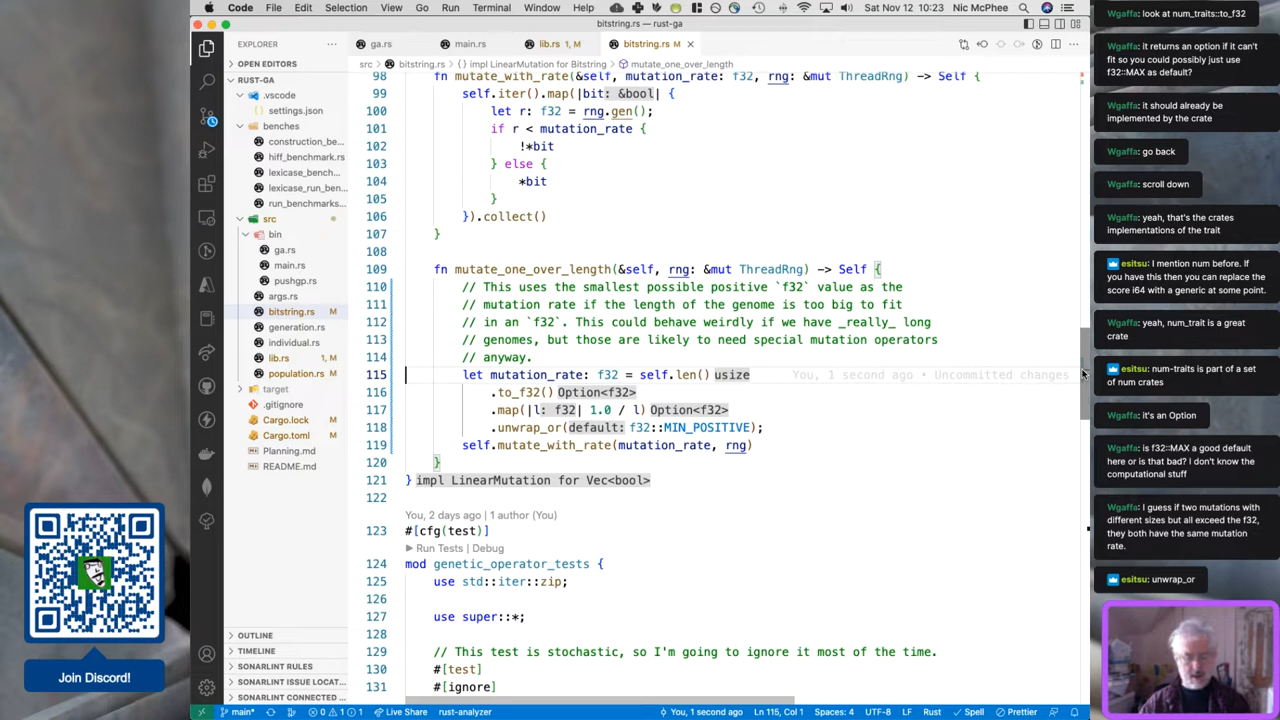 Code File Edit Selection View Go Run Terminal Window Help Sat Nov 12 10:23 Nic McPhee
bitstring.rs — rust-ga
EXPLORER
OPEN EDITORS
RUST-GA
.vscode
settings.json
benches
construction_be...
hiff_benchmark.rs
lexicase_benchm...
lexicase_run_ben...
run_benchmarks...
src
bin
ga.rs
main.rs
pushgp.rs
args.rs
bitstring.rs M
generation.rs
individual.rs
lib.rs 1, M
population.rs M
target
.gitignore
Cargo.lock
Cargo.toml
Planning.md
README.md
OUTLINE
TIMELINE
SONARLINT RULES
SONARLINT ISSUE LOCAT...
SONARLINT CONNECTED ...
ga.rs main.rs lib.rs 1, M bitstring.rs M
src > bitstring.rs > {} impl LinearMutation for Bitstring > mutate_one_over_length
98 fn mutate_with_rate(&self, mutation_rate: f32, rng: &mut ThreadRng) -> Self {
99 self.iter().map(|bit: &bool| {
100 let r: f32 = rng.gen();
101 if r < mutation_rate {
102 !*bit
103 } else {
104 *bit
105 }
106 }).collect()
107 }
108
109 fn mutate_one_over_length(&self, rng: &mut ThreadRng) -> Self {
110 // This uses the smallest possible positive `f32` value as the
111 // mutation rate if the length of the genome is too big to fit
112 // in an `f32`. This could behave weirdly if we have _really_ long
113 // genomes, but those are likely to need special mutation operators
114 // anyway.
115 let mutation_rate: f32 = self.len() usize You, 1 second ago • Uncommitted changes
116 .to_f32() Option<f32>
117 .map(|l: f32| 1.0 / l) Option<f32>
118 .unwrap_or(default: f32::MIN_POSITIVE);
119 self.mutate_with_rate(mutation_rate, rng)
120 }
121 } impl LinearMutation for Vec<bool>
122
You, 2 days ago | 1 author (You)
123 #[cfg(test)]
▶ Run Tests | Debug
124 mod genetic_operator_tests {
125 use std::iter::zip;
126
127 use super::*;
128
129 // This test is stochastic, so I'm going to ignore it most of the time.
130 #[test]
131 #[ignore]
main* 0 1 1 Live Share rust-analyzer You, 1 second ago Ln 115, Col 1 Spaces: 4 UTF-8 LF Rust Spell Prettier
Join Discord!
Wgaffa: look at num_traits::to_f32
Wgaffa: it returns an option if it can't
fit so you could possibly just use
f32::MAX as default?
Wgaffa: it should already be
implemented by the crate
Wgaffa: go back
Wgaffa: scroll down
Wgaffa: yeah, that's the crates
implementations of the trait
esitsu: I mention num before. If
you have this then you can replace the
score i64 with a generic at some point.
Wgaffa: yeah, num_trait is a great
crate
esitsu: num-traits is part of a set
of num crates
Wgaffa: it's an Option
Wgaffa: is f32::MAX a good default
here or is that bad? I don't know the
computational stuff
Wgaffa: I guess if two mutations with
different sizes but all exceed the f32,
they both have the same mutation
rate.
esitsu: unwrap_or